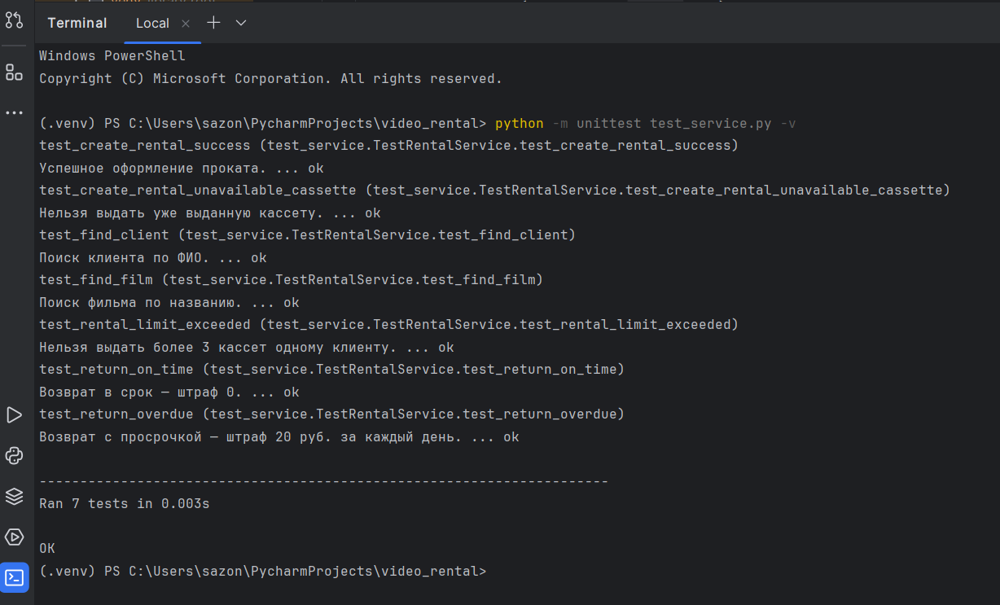 Terminal Local
Windows PowerShell
Copyright (C) Microsoft Corporation. All rights reserved.
(.venv) PS C:\Users\sazon\PycharmProjects\video_rental> python -m unittest test_service.py -v
test_create_rental_success (test_service.TestRentalService.test_create_rental_success)
Успешное оформление проката. ... ok
test_create_rental_unavailable_cassette (test_service.TestRentalService.test_create_rental_unavailable_cassette)
Нельзя выдать уже выданную кассету. ... ok
test_find_client (test_service.TestRentalService.test_find_client)
Поиск клиента по ФИО. ... ok
test_find_film (test_service.TestRentalService.test_find_film)
Поиск фильма по названию. ... ok
test_rental_limit_exceeded (test_service.TestRentalService.test_rental_limit_exceeded)
Нельзя выдать более 3 кассет одному клиенту. ... ok
test_return_on_time (test_service.TestRentalService.test_return_on_time)
Возврат в срок — штраф 0. ... ok
test_return_overdue (test_service.TestRentalService.test_return_overdue)
Возврат с просрочкой — штраф 20 руб. за каждый день. ... ok
----------------------------------------------------------------------
Ran 7 tests in 0.003s
OK
(.venv) PS C:\Users\sazon\PycharmProjects\video_rental>